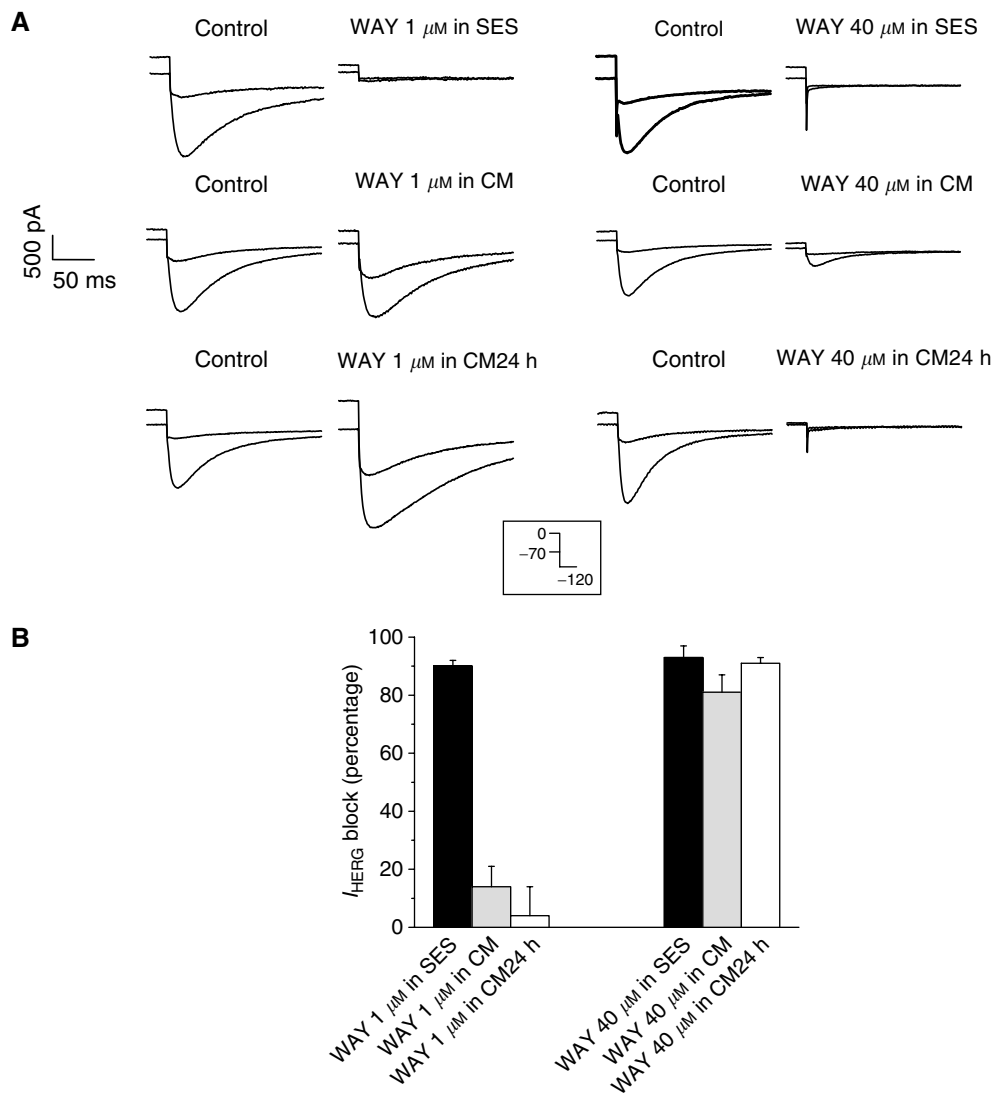 A
Control
WAY 1 μM in SES
Control
WAY 40 μM in SES
Control
WAY 1 μM in CM
Control
WAY 40 μM in CM
500 pA
50 ms
Control
WAY 1 μM in CM24 h
Control
WAY 40 μM in CM24 h
0
−70
−120
B
I_HERG block (percentage)
100
80
60
40
20
0
WAY 1 μM in SES
WAY 1 μM in CM
WAY 1 μM in CM24 h
WAY 40 μM in SES
WAY 40 μM in CM
WAY 40 μM in CM24 h